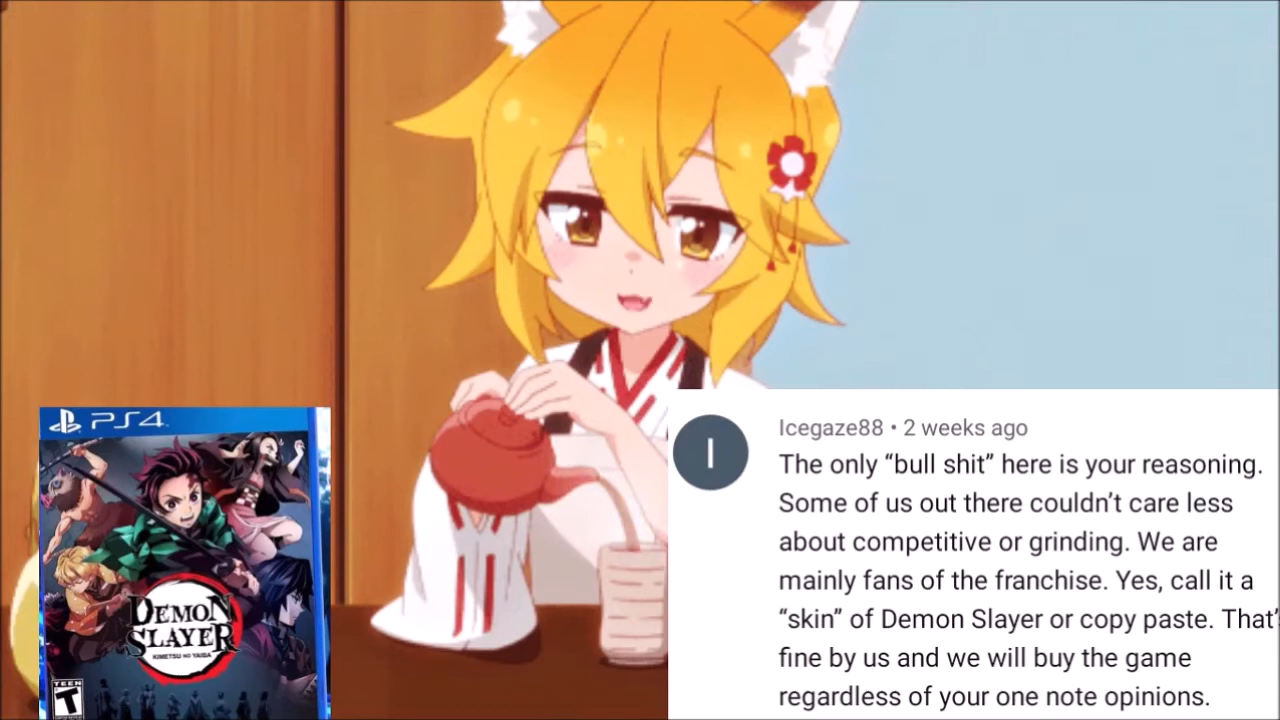 PS4
DEMON
SLAYER
KIMETSU NO YAIBA
TEEN
T
I
Icegaze88 • 2 weeks ago
The only “bull shit” here is your reasoning.
Some of us out there couldn’t care less
about competitive or grinding. We are
mainly fans of the franchise. Yes, call it a
“skin” of Demon Slayer or copy paste. That’
fine by us and we will buy the game
regardless of your one note opinions.